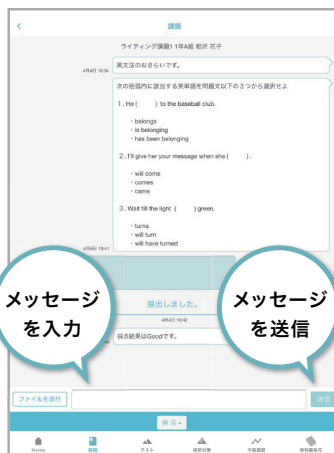 課題
ライティング課題1 1年A組 相沢 花子
英文法のおさらいです。
4月4日 16:34
次の括弧内に該当する英単語を問題文以下の3つから選択せよ
1. He (　　) to the baseball club.
・belongs
・is belonging
・has been belonging
2. I'll give her your message when she (　　).
・will come
・comes
・came
3. Wait till the light (　　) green.
・turns
・will turn
・will have turned
4月4日 16:41
提出しました。
4月4日 16:42
採点結果はGoodです。
メッセージ
を入力
メッセージ
を送信
ファイルを添付
送信
採点
Home
課題
テスト
検定対策
学習履歴